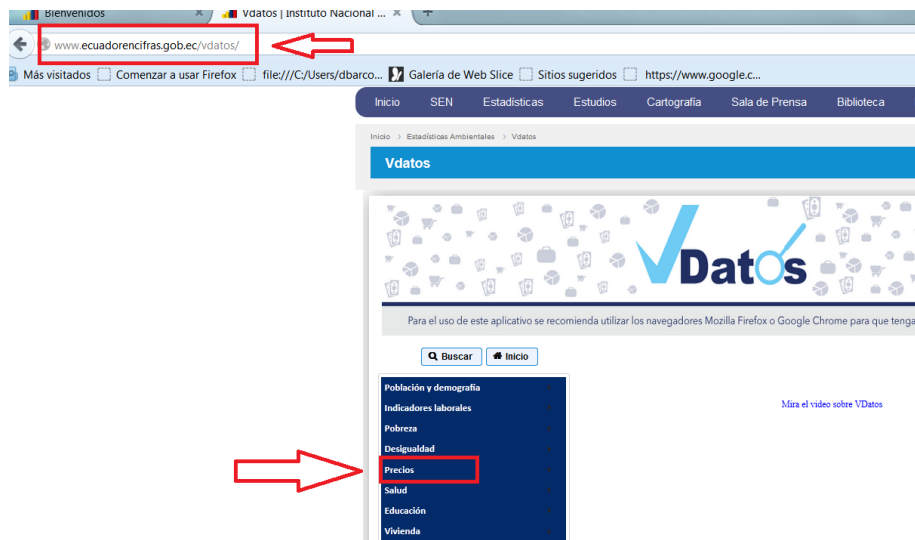 Bienvenidos
Vdatos | Instituto Nacional ...
www.ecuadorencifras.gob.ec/vdatos/
Más visitados Comenzar a usar Firefox file:///C:/Users/dbarco... Galería de Web Slice Sitios sugeridos https://www.google.c...
Inicio SEN Estadísticas Estudios Cartografía Sala de Prensa Biblioteca
Inicio > Estadísticas Ambientales > Vdatos
Vdatos
VDatos
Para el uso de este aplicativo se recomienda utilizar los navegadores Mozilla Firefox o Google Chrome para que tenga
Buscar Inicio
Población y demografía
Indicadores laborales
Mira el video sobre VDatos
Pobreza
Desigualdad
Precios
Salud
Educación
Vivienda